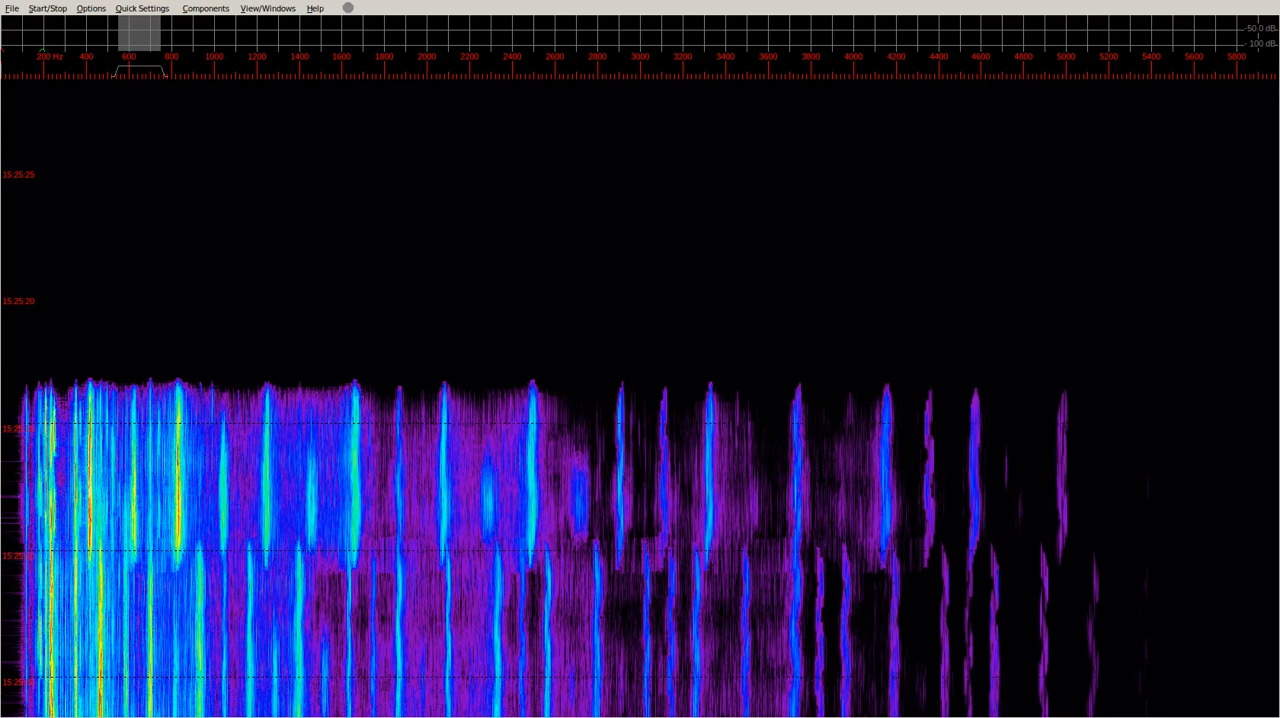 File Start/Stop Options Quick Settings Components View/Windows Help
-50.0 dB
- 100 dB
200 Hz 400 600 800 1000 1200 1400 1600 1800 2000 2200 2400 2600 2800 3000 3200 3400 3600 3800 4000 4200 4400 4600 4800 5000 5200 5400 5600 5800
15:25:25
15:25:20